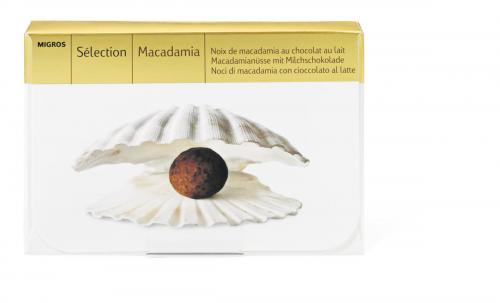 MIGROS
Sélection
Macadamia
Noix de macadamia au chocolat au lait
Macadamianüsse mit Milchschokolade
Noci di macadamia con cioccolato al latte